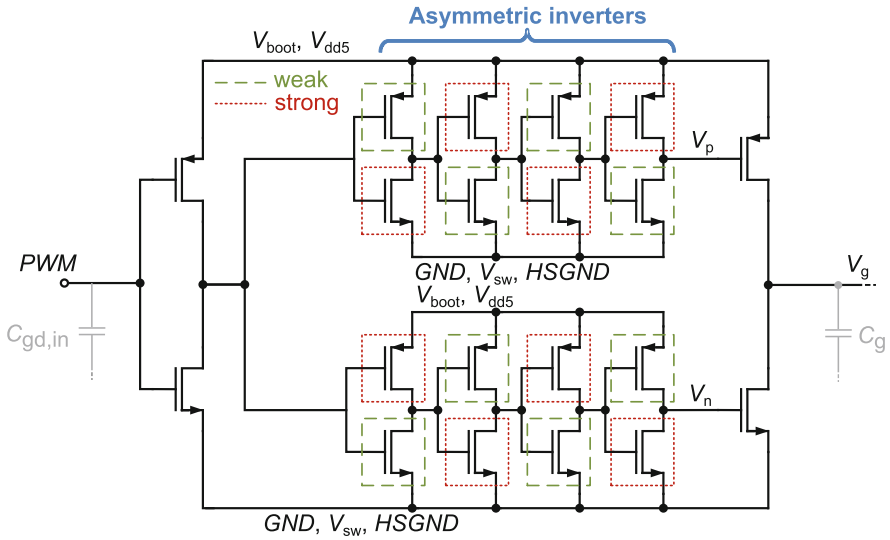 Asymmetric inverters
Vboot, Vdd5
weak
strong
Vp
GND, Vsw, HSGND
PWM
Vg
Vboot, Vdd5
Cgd,in
Cg
Vn
GND, Vsw, HSGND